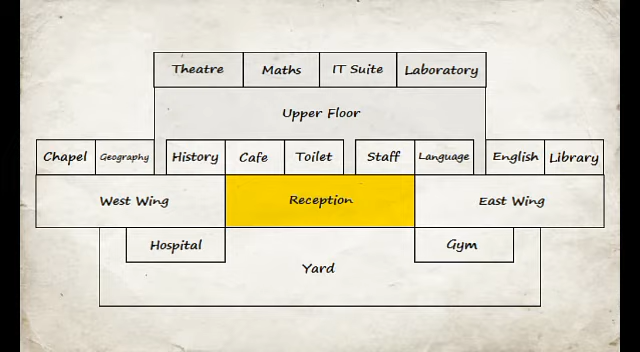 Theatre Maths IT Suite Laboratory
Upper Floor
Chapel Geography History Cafe Toilet Staff Language English Library
West Wing Reception East Wing
Hospital Gym
Yard